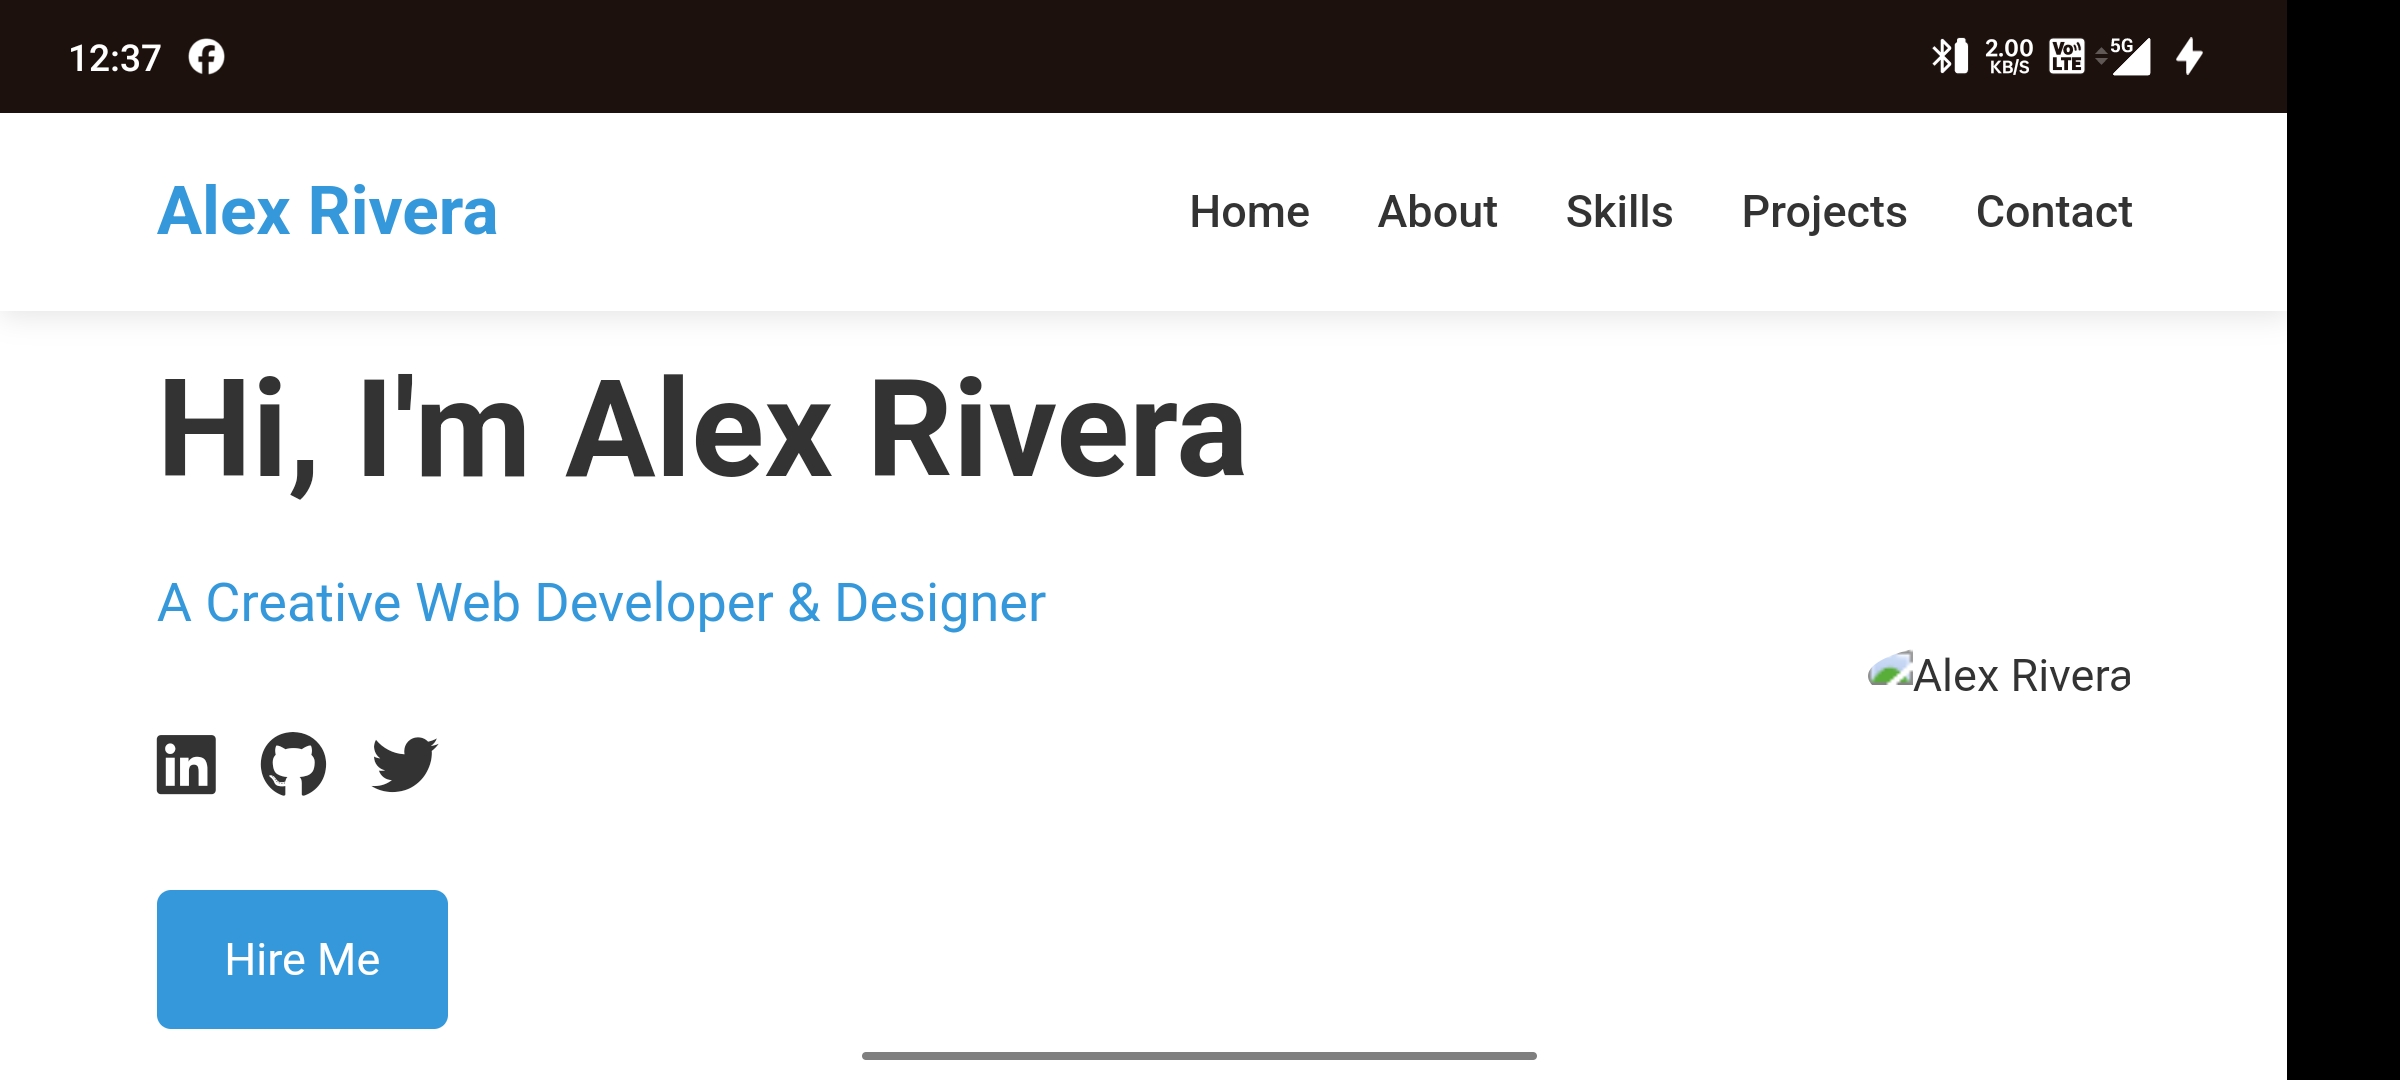 12:37
2.00
KB/S
Vo
LTE
5G
Alex Rivera
Home About Skills Projects Contact
Hi, I'm Alex Rivera
A Creative Web Developer & Designer
Alex Rivera
in
Hire Me